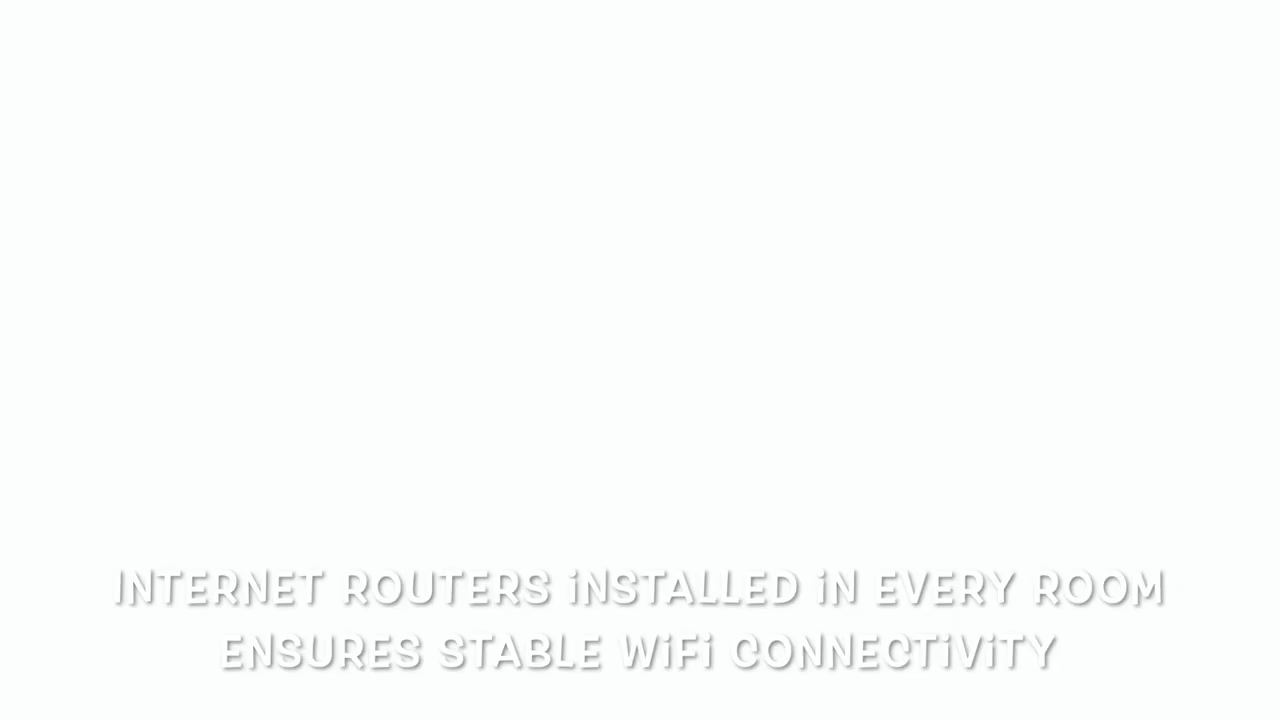 INTERNET ROUTERS iNSTALLED iN EVERY ROOM
ENSURES STABLE WiFi CONNECTiViTY